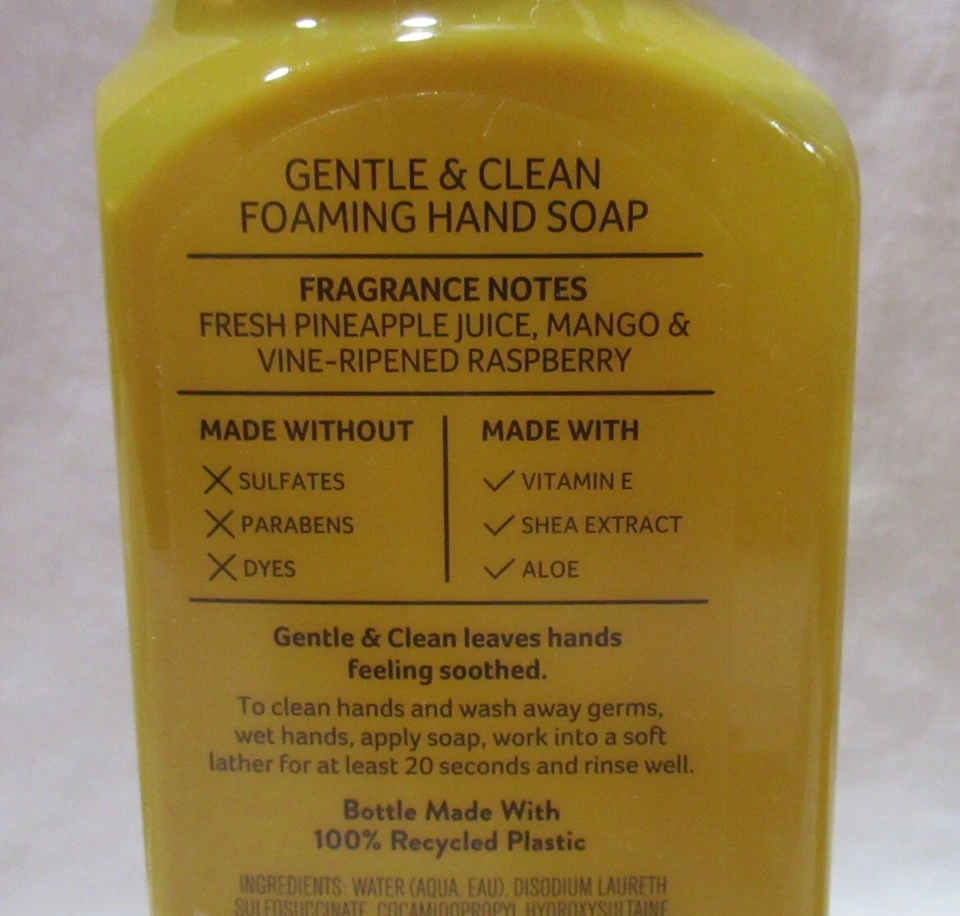 GENTLE & CLEAN
FOAMING HAND SOAP
FRAGRANCE NOTES
FRESH PINEAPPLE JUICE, MANGO &
VINE-RIPENED RASPBERRY
MADE WITHOUT
SULFATES
PARABENS
DYES
MADE WITH
VITAMIN E
SHEA EXTRACT
ALOE
Gentle & Clean leaves hands
feeling soothed.
To clean hands and wash away germs,
wet hands, apply soap, work into a soft
lather for at least 20 seconds and rinse well.
Bottle Made With
100% Recycled Plastic
INGREDIENTS: WATER (AQUA, EAU), DISODIUM LAURETH
SULFOSUCCINATE, COCAMIDOPROPYL HYDROXYSULTAINE,